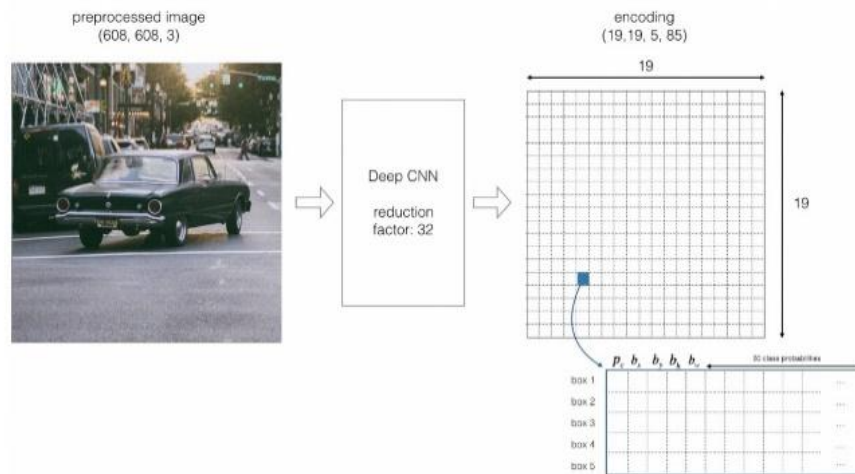 preprocessed image
(608, 608, 3)
encoding
(19,19, 5, 85)
19
Deep CNN
reduction
factor: 32
19
p_c b_x b_y b_h b_w
80 class probabilities
box 1 ...
box 2 ...
box 3 ...
box 4 ...
box 5 ...